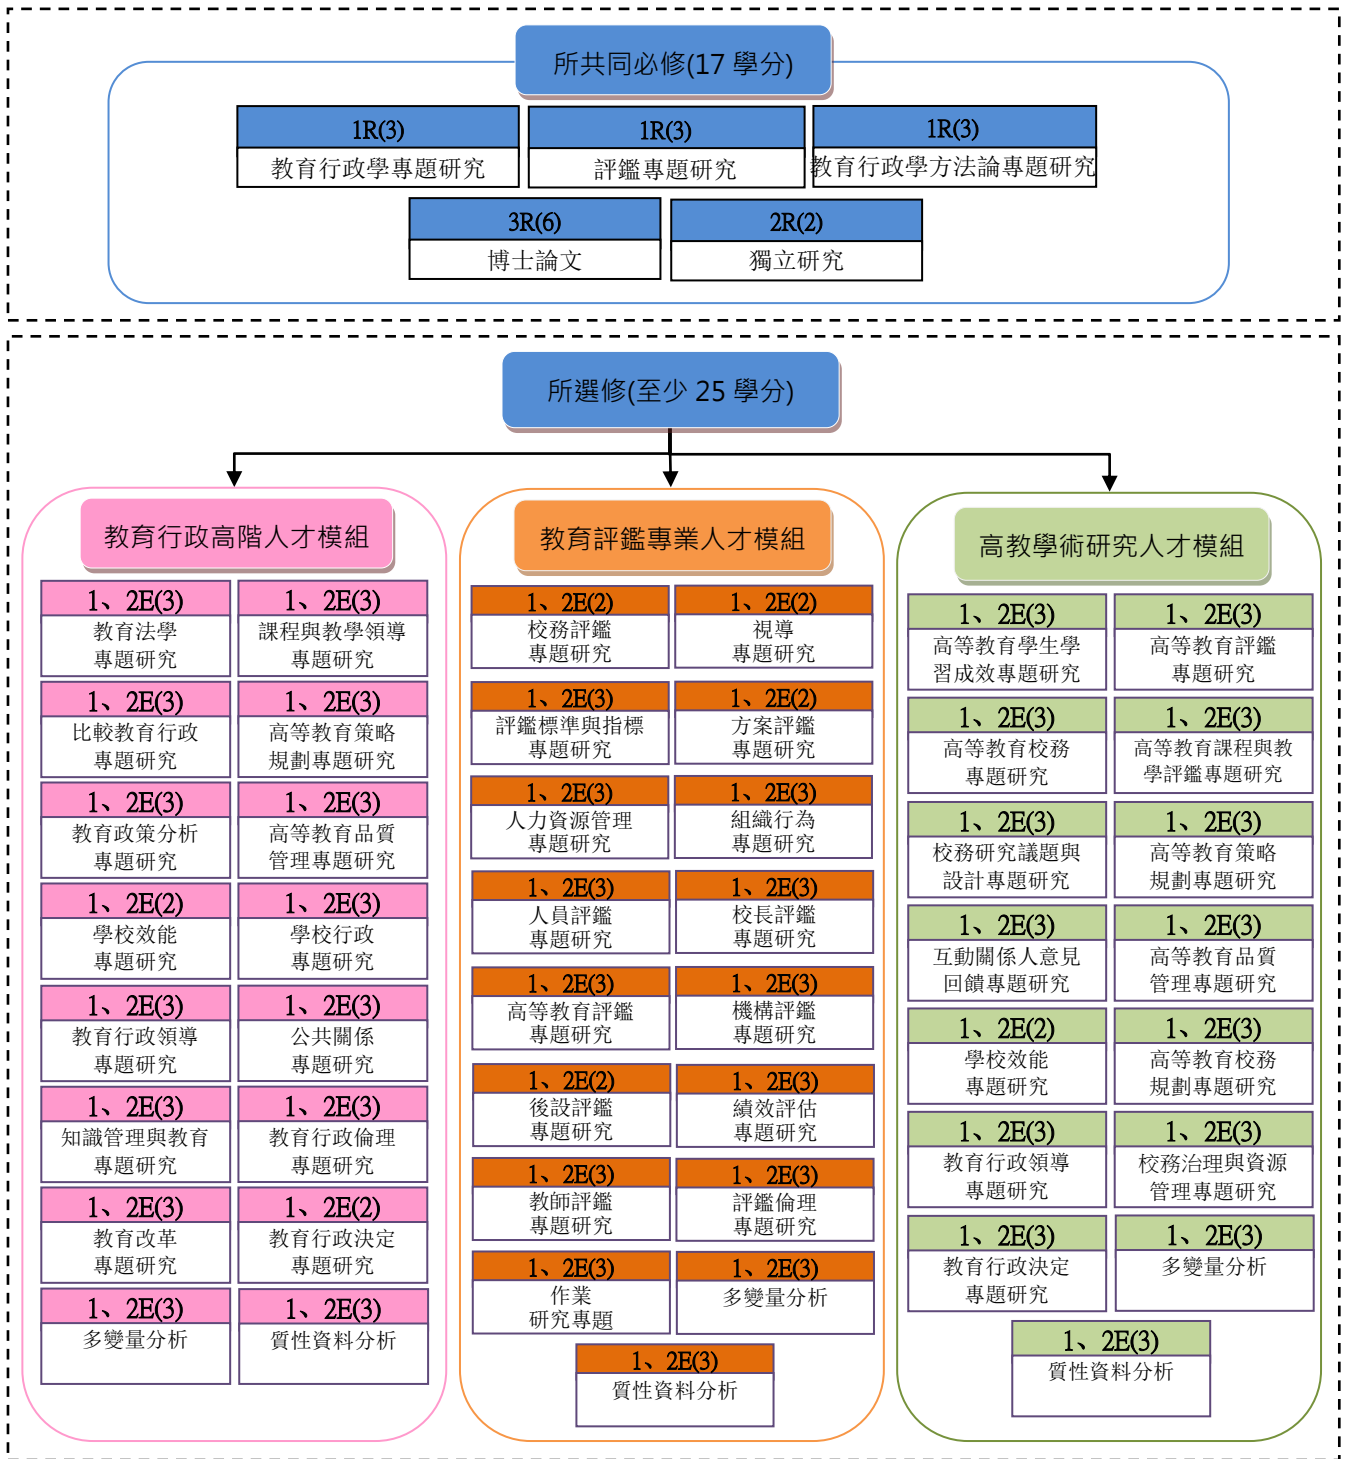 所共同必修(17 學分)
1R(3)
教育行政學專題研究
1R(3)
評鑑專題研究
1R(3)
教育行政學方法論專題研究
3R(6)
博士論文
2R(2)
獨立研究
所選修(至少 25 學分)
教育行政高階人才模組
1、2E(3)
教育法學
專題研究
1、2E(3)
課程與教學領導
專題研究
1、2E(3)
比較教育行政
專題研究
1、2E(3)
高等教育策略
規劃專題研究
1、2E(3)
教育政策分析
專題研究
1、2E(3)
高等教育品質
管理專題研究
1、2E(2)
學校效能
專題研究
1、2E(3)
學校行政
專題研究
1、2E(3)
教育行政領導
專題研究
1、2E(3)
公共關係
專題研究
1、2E(3)
知識管理與教育
專題研究
1、2E(3)
教育行政倫理
專題研究
1、2E(3)
教育改革
專題研究
1、2E(2)
教育行政決定
專題研究
1、2E(3)
多變量分析
1、2E(3)
質性資料分析
教育評鑑專業人才模組
1、2E(2)
校務評鑑
專題研究
1、2E(2)
視導
專題研究
1、2E(3)
評鑑標準與指標
專題研究
1、2E(2)
方案評鑑
專題研究
1、2E(3)
人力資源管理
專題研究
1、2E(3)
組織行為
專題研究
1、2E(3)
人員評鑑
專題研究
1、2E(3)
校長評鑑
專題研究
1、2E(3)
高等教育評鑑
專題研究
1、2E(3)
機構評鑑
專題研究
1、2E(2)
後設評鑑
專題研究
1、2E(3)
績效評估
專題研究
1、2E(3)
教師評鑑
專題研究
1、2E(3)
評鑑倫理
專題研究
1、2E(3)
作業
研究專題
1、2E(3)
多變量分析
1、2E(3)
質性資料分析
高教學術研究人才模組
1、2E(3)
高等教育學生學
習成效專題研究
1、2E(3)
高等教育評鑑
專題研究
1、2E(3)
高等教育校務
專題研究
1、2E(3)
高等教育課程與教
學評鑑專題研究
1、2E(3)
校務研究議題與
設計專題研究
1、2E(3)
高等教育策略
規劃專題研究
1、2E(3)
互動關係人意見
回饋專題研究
1、2E(3)
高等教育品質
管理專題研究
1、2E(2)
學校效能
專題研究
1、2E(3)
高等教育校務
規劃專題研究
1、2E(3)
教育行政領導
專題研究
1、2E(3)
校務治理與資源
管理專題研究
1、2E(3)
教育行政決定
專題研究
1、2E(3)
多變量分析
1、2E(3)
質性資料分析